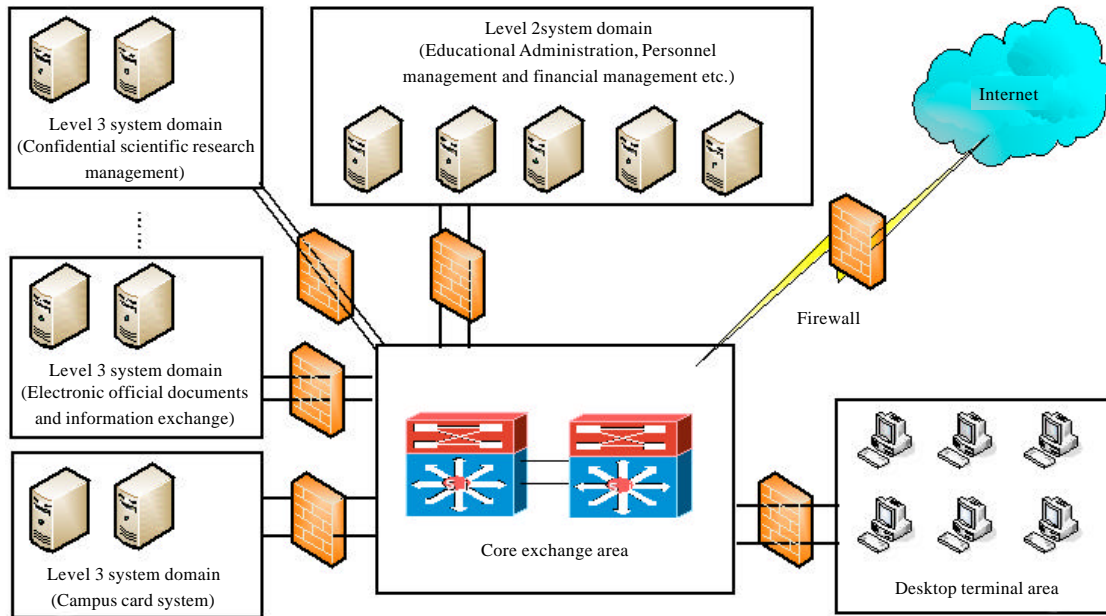 Level 3 system domain
(Confidential scientific research
management)
Level 2system domain
(Educational Administration, Personnel
management and financial management etc.)
Internet
Firewall
Level 3 system domain
(Electronic official documents
and information exchange)
Level 3 system domain
(Campus card system)
Core exchange area
Desktop terminal area